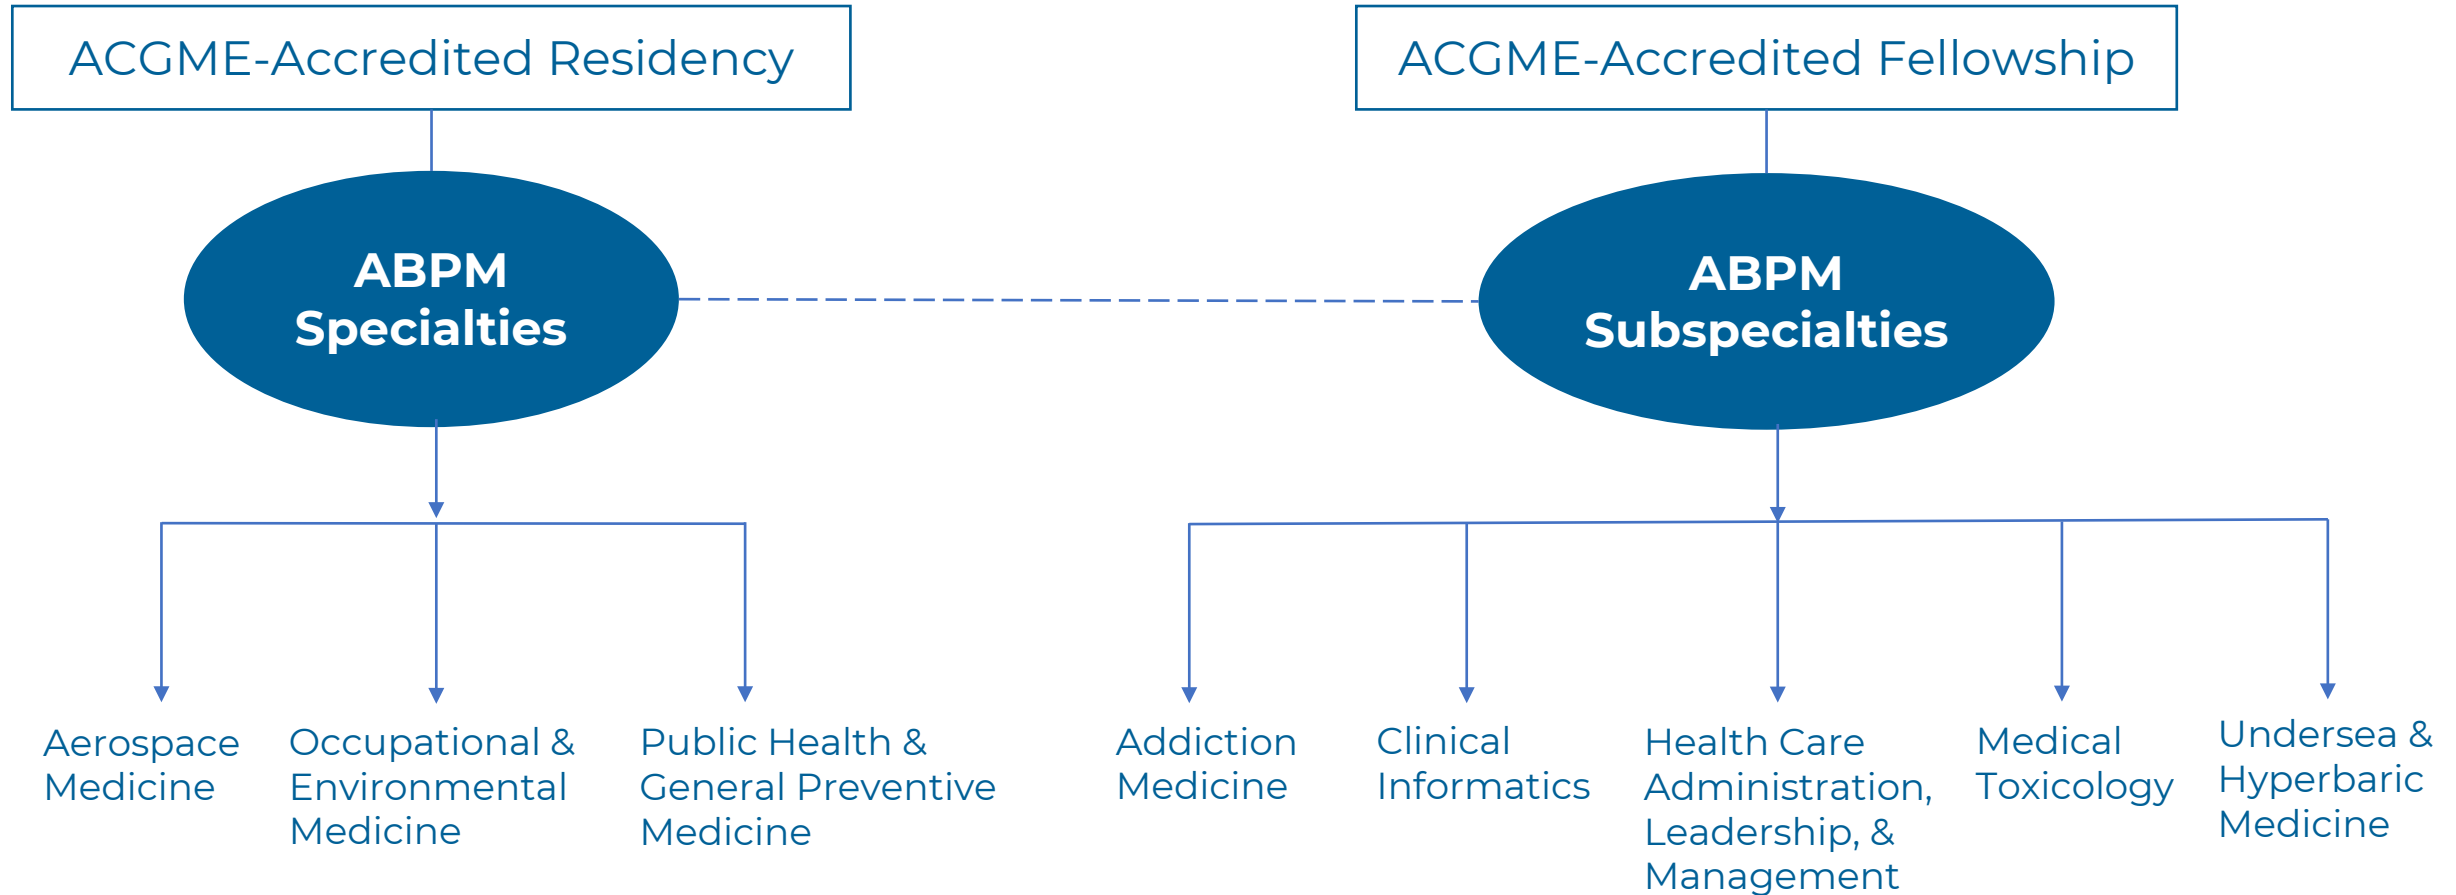 ACGME-Accredited Residency
ACGME-Accredited Fellowship
ABPM
Specialties
ABPM
Subspecialties
Aerospace
Medicine
Occupational &
Environmental
Medicine
Public Health &
General Preventive
Medicine
Addiction
Medicine
Clinical
Informatics
Health Care
Administration,
Leadership, &
Management
Medical
Toxicology
Undersea &
Hyperbaric
Medicine